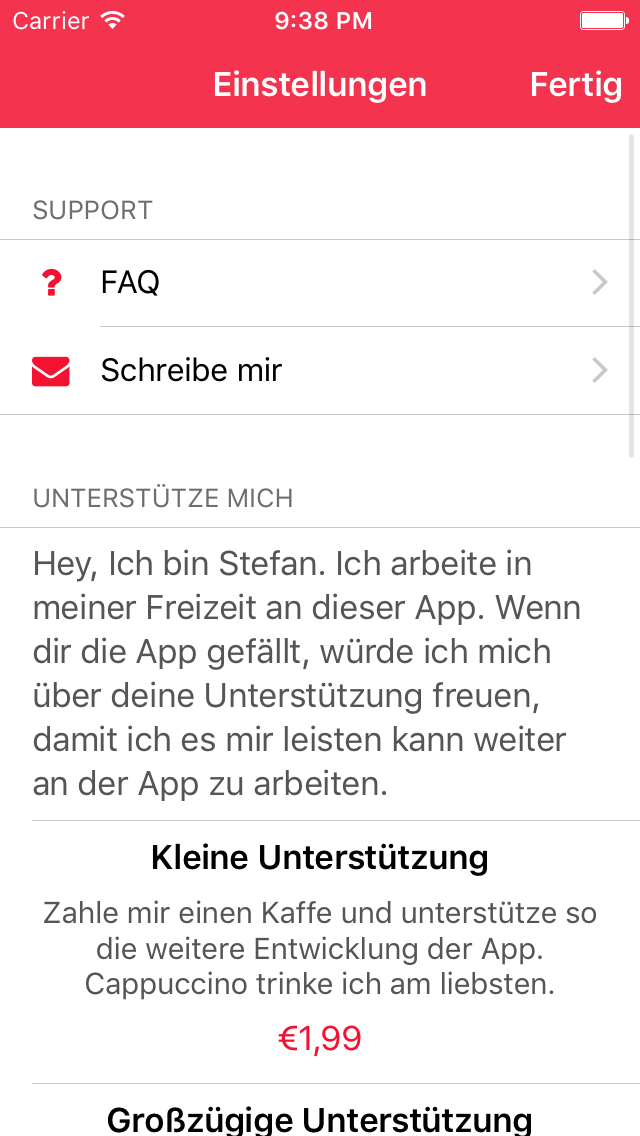 Carrier 9:38 PM
Einstellungen Fertig
SUPPORT
? FAQ
Schreibe mir
UNTERSTÜTZE MICH
Hey, Ich bin Stefan. Ich arbeite in
meiner Freizeit an dieser App. Wenn
dir die App gefällt, würde ich mich
über deine Unterstützung freuen,
damit ich es mir leisten kann weiter
an der App zu arbeiten.
Kleine Unterstützung
Zahle mir einen Kaffe und unterstütze so
die weitere Entwicklung der App.
Cappuccino trinke ich am liebsten.
€1,99
Großzügige Unterstützung